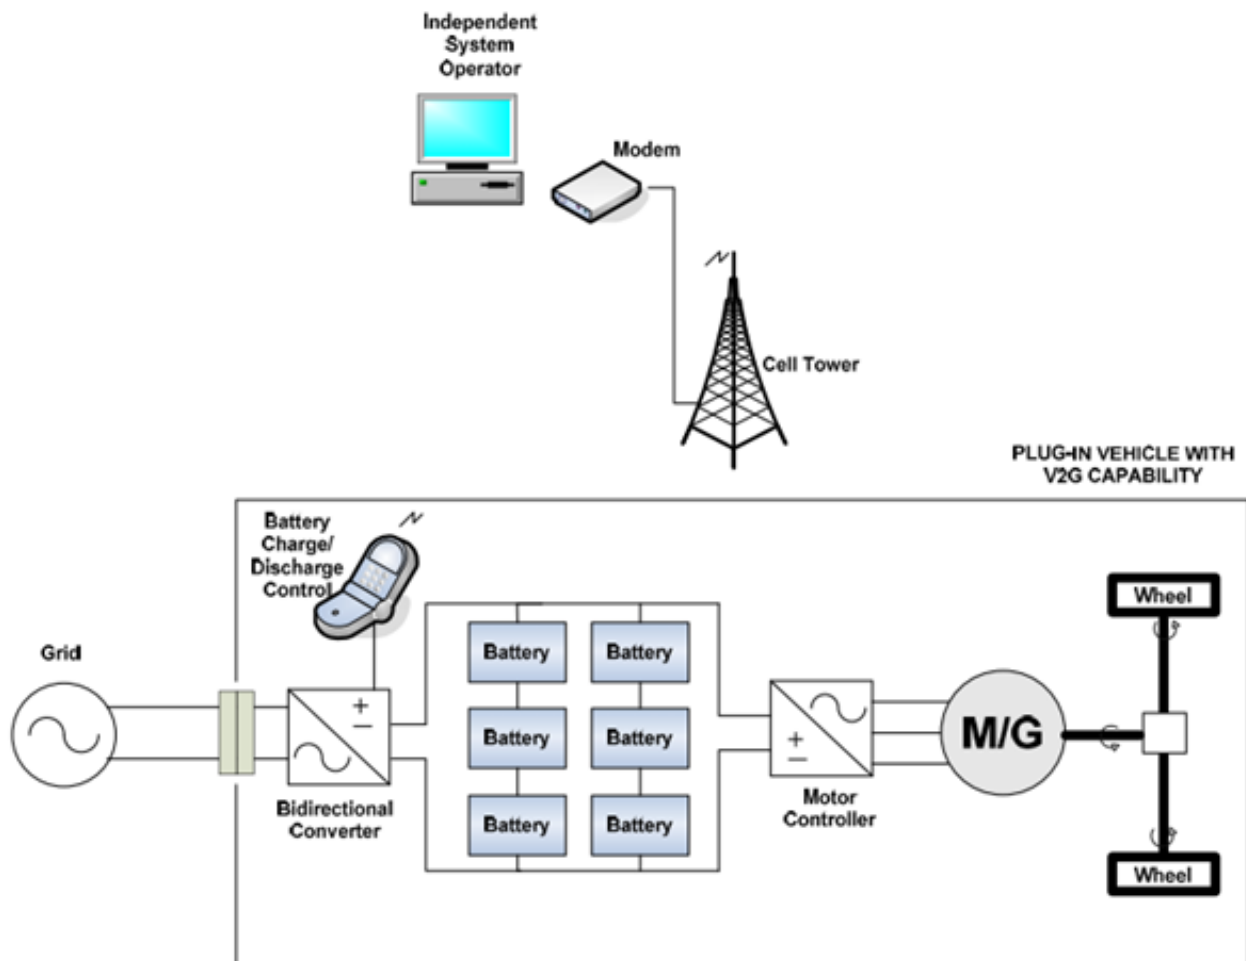 Independent
System
Operator
Modem
Cell Tower
PLUG-IN VEHICLE WITH
V2G CAPABILITY
Battery
Charge/
Discharge
Control
Grid
Bidirectional
Converter
Battery
Battery
Battery
Battery
Battery
Battery
Motor
Controller
M/G
Wheel
Wheel